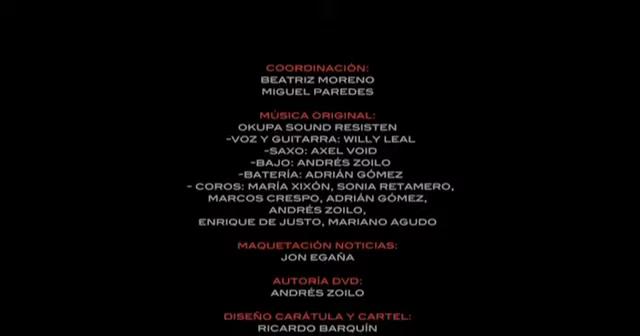 COORDINACIÓN:
BEATRIZ MORENO
MIGUEL PAREDES
MÚSICA ORIGINAL:
OKUPA SOUND RESISTEN
-VOZ Y GUITARRA: WILLY LEAL
-SAXO: AXEL VOID
-BAJO: ANDRÉS ZOILO
-BATERÍA: ADRIÁN GÓMEZ
- COROS: MARÍA XIXÓN, SONIA RETAMERO,
MARCOS CRESPO, ADRIÁN GÓMEZ,
ANDRÉS ZOILO,
ENRIQUE DE JUSTO, MARIANO AGUDO
MAQUETACIÓN NOTICIAS:
JON EGAÑA
AUTORÍA DVD:
ANDRÉS ZOILO
DISEÑO CARÁTULA Y CARTEL:
RICARDO BARQUÍN